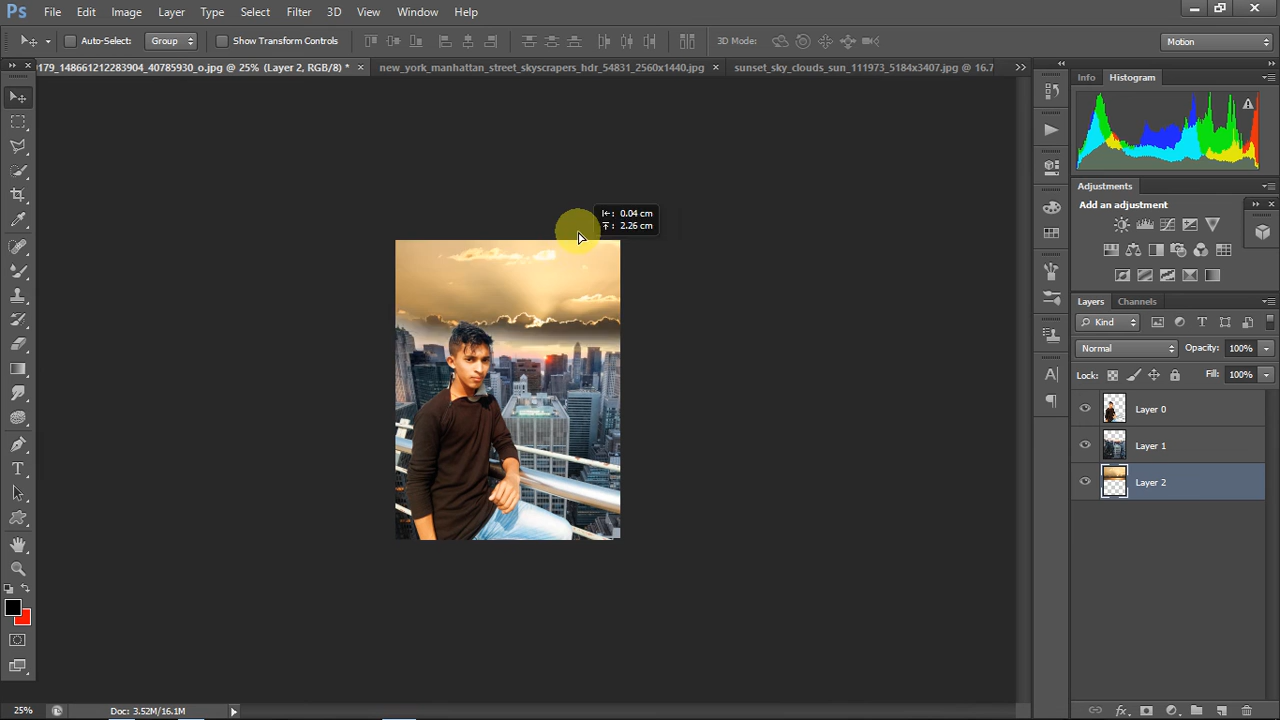 Ps File Edit Image Layer Type Select Filter 3D View Window Help
Auto-Select: Group Show Transform Controls 3D Mode: Motion
179_148661212283904_40785930_o.jpg @ 25% (Layer 2, RGB/8) * × new_york_manhattan_street_skyscrapers_hdr_54831_2560x1440.jpg × sunset_sky_clouds_sun_111973_5184x3407.jpg @ 16.7
Info Histogram
Adjustments
Add an adjustment
0.04 cm
2.26 cm
Layers Channels
Kind
Normal Opacity: 100%
Lock: Fill: 100%
Layer 0
Layer 1
Layer 2
25% Doc: 3.52M/16.1M